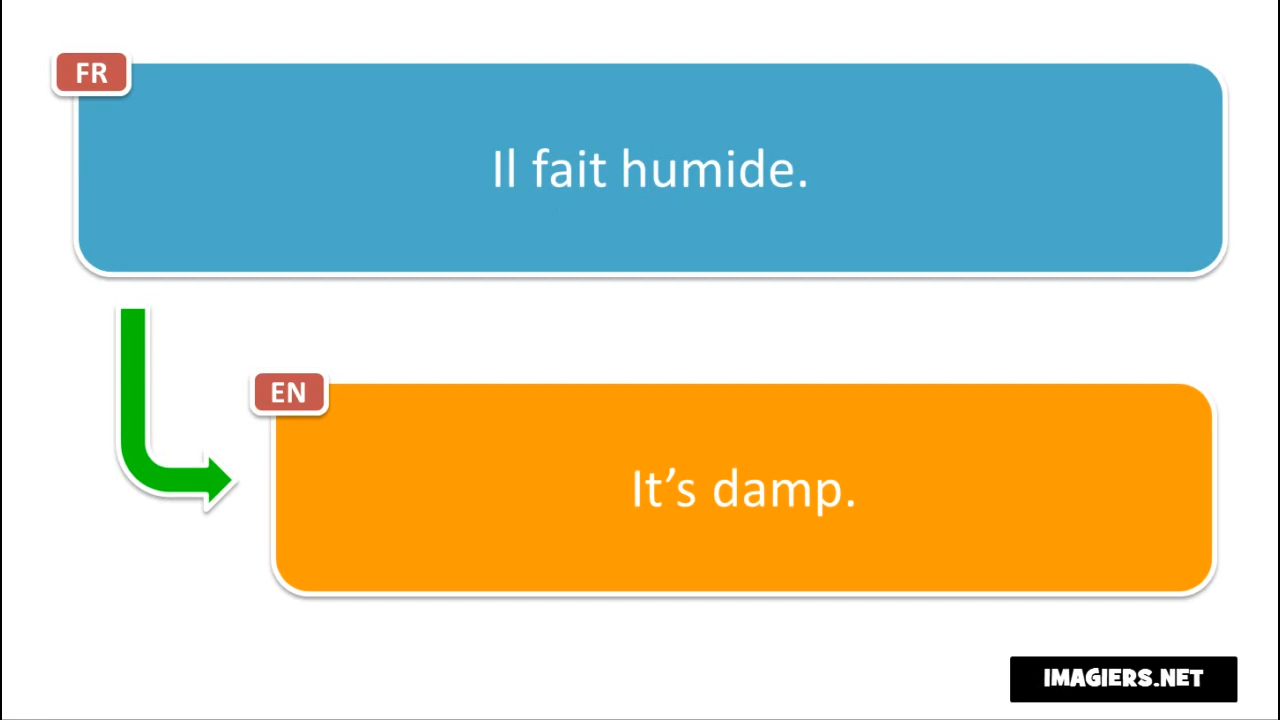 FR
Il fait humide.
EN
It’s damp.
IMAGIERS.NET